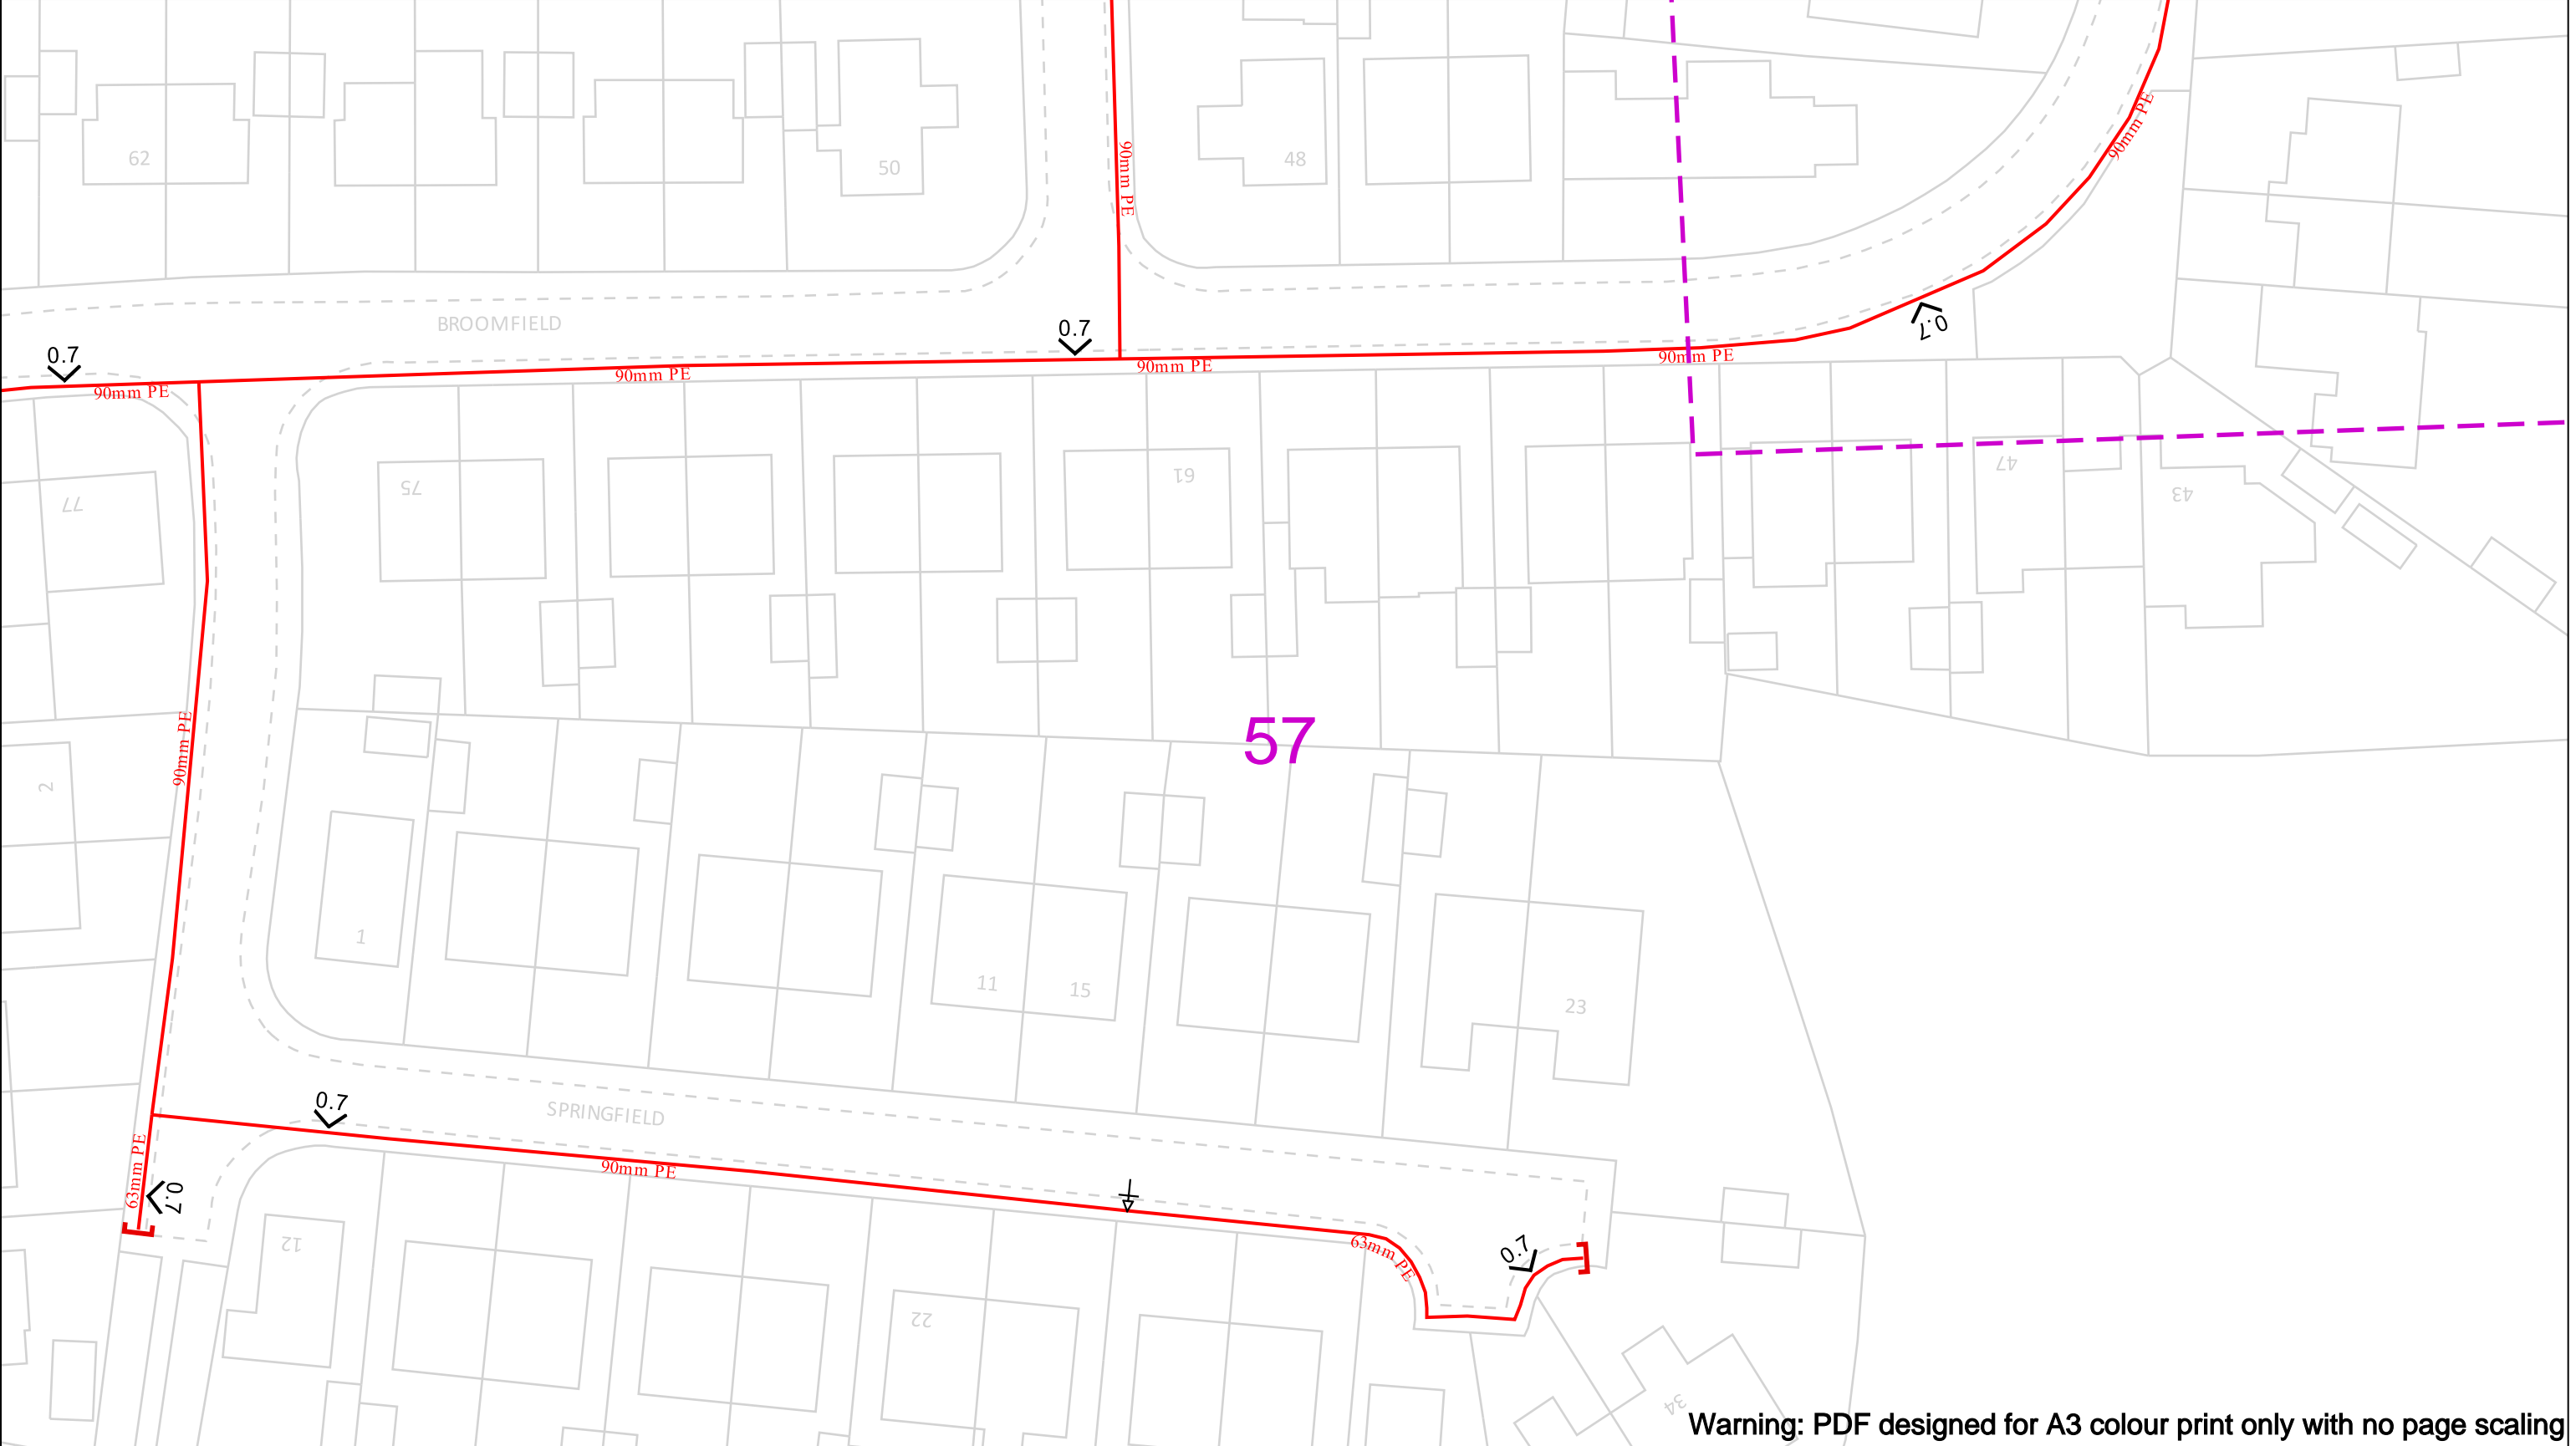 62
50
48
90mm PE
90mm PE
BROOMFIELD
0.7
0.7
0.7
90mm PE
90mm PE
90mm PE
90mm PE
77
75
61
47
43
57
90mm PE
2
1
11
15
23
0.7
SPRINGFIELD
63mm PE
90mm PE
0.7
12
63mm PE
0.7
22
34
Warning: PDF designed for A3 colour print only with no page scaling